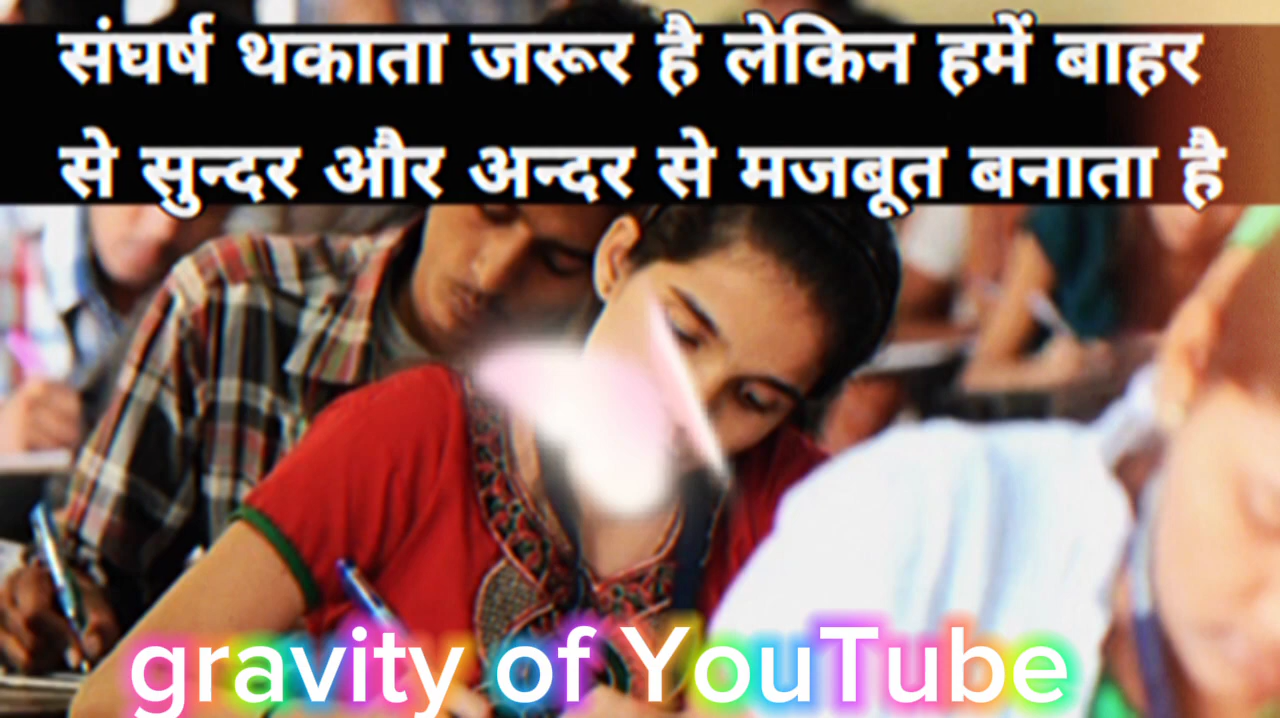 संघर्ष थकाता जरूर है लेकिन हमें बाहर
से सुन्दर और अन्दर से मजबूत बनाता है
gravity of YouTube